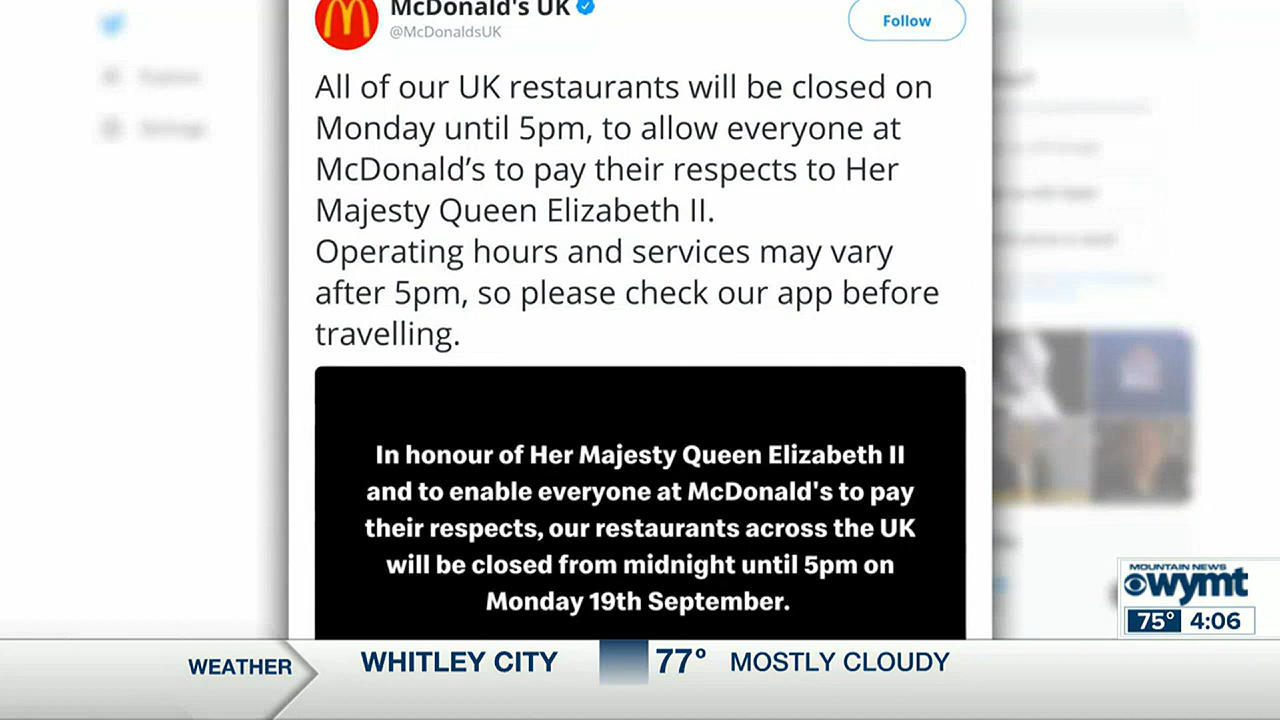 McDonald's UK
@McDonaldsUK
Follow
All of our UK restaurants will be closed on
Monday until 5pm, to allow everyone at
McDonald's to pay their respects to Her
Majesty Queen Elizabeth II.
Operating hours and services may vary
after 5pm, so please check our app before
travelling.
In honour of Her Majesty Queen Elizabeth II
and to enable everyone at McDonald's to pay
their respects, our restaurants across the UK
will be closed from midnight until 5pm on
Monday 19th September.
MOUNTAIN NEWS
wymt
75° 4:06
WEATHER WHITLEY CITY 77° MOSTLY CLOUDY